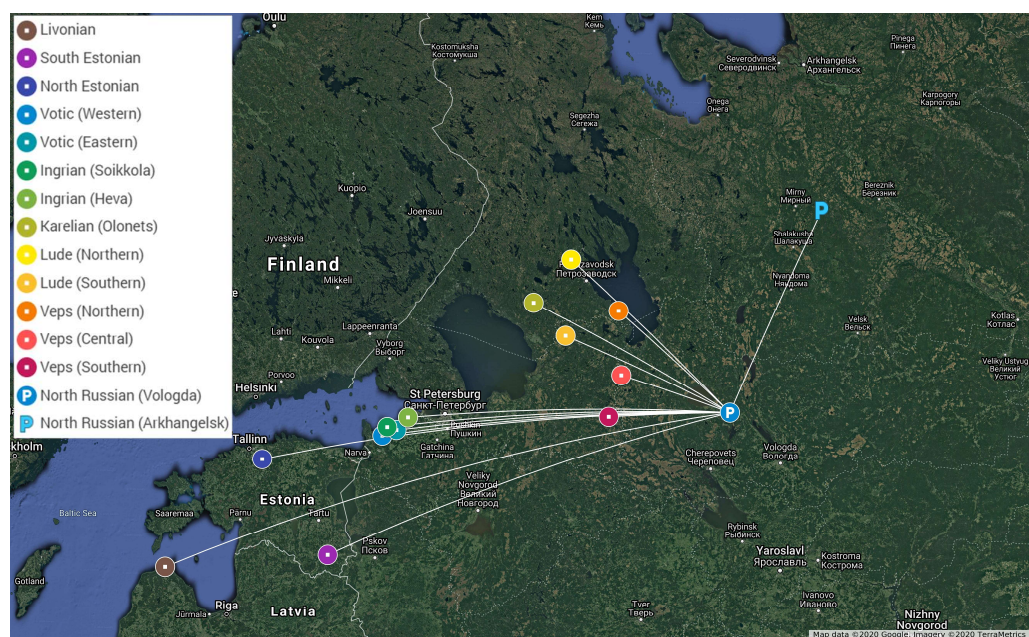 Livonian
South Estonian
North Estonian
Votic (Western)
Votic (Eastern)
Ingrian (Soikkola)
Ingrian (Heva)
Karelian (Olonets)
Lude (Northern)
Lude (Southern)
Veps (Northern)
Veps (Central)
Veps (Southern)
North Russian (Vologda)
North Russian (Arkhangelsk)
Oulu
Kem
Кемь
Kostomuksha
Костомукша
Severodvinsk
Северодвинск
Arkhangelsk
Архангельск
Pinega
Пинега
Onega
Онега
Karpogory
Карпогоры
Segezha
Сегежа
Kuopio
Joensuu
Mirny
Мирный
Bereznik
Березник
P
Shalakusha
Шалакуша
Jyvaskyla
Finland
Mikkeli
zavodsk
Петрозаводск
Nyandoma
Няндома
Velsk
Вельск
Kotlas
Котлас
Lahti
Kouvola
Lappeenranta
Vyborg
Выборг
Veliky Ustyug
Великий
Устюг
Porvoo
Helsinki
St Petersburg
Санкт-Петербург
Pushkin
Пушкин
P
Tallinn
Narva
Gatchina
Гатчина
Cherepovets
Череповец
Vologda
Вологда
kholm
Baltic Sea
Saaremaa
Pärnu
Estonia
Tartu
Veliky
Novgorod
Великий
Новгород
Pskov
Псков
Rybinsk
Рыбинск
Yaroslavl
Ярославль
Kostroma
Кострома
Gotland
Jūrmala
Riga
Latvia
Tver
Тверь
Ivanovo
Иваново
Nizhny
Novgorod
Map data ©2020 Google, Imagery ©2020 TerraMetrics